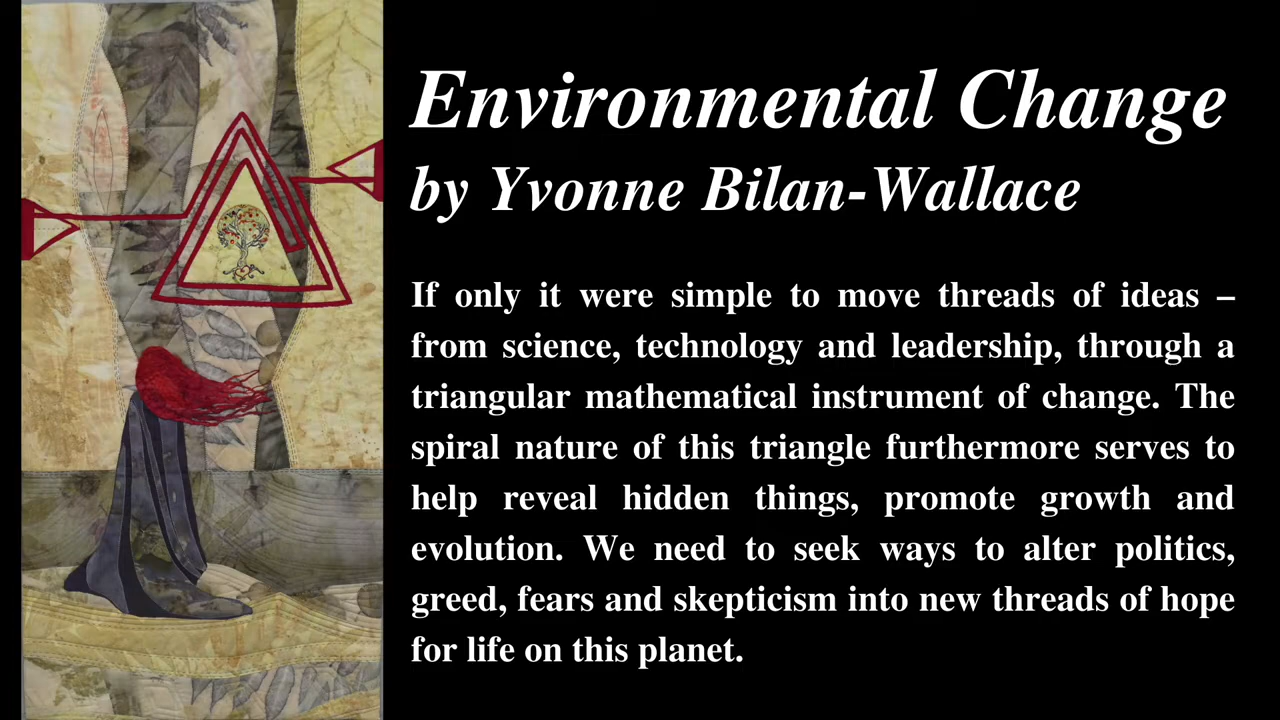 Environmental Change
by Yvonne Bilan-Wallace
If only it were simple to move threads of ideas –
from science, technology and leadership, through a
triangular mathematical instrument of change. The
spiral nature of this triangle furthermore serves to
help reveal hidden things, promote growth and
evolution. We need to seek ways to alter politics,
greed, fears and skepticism into new threads of hope
for life on this planet.